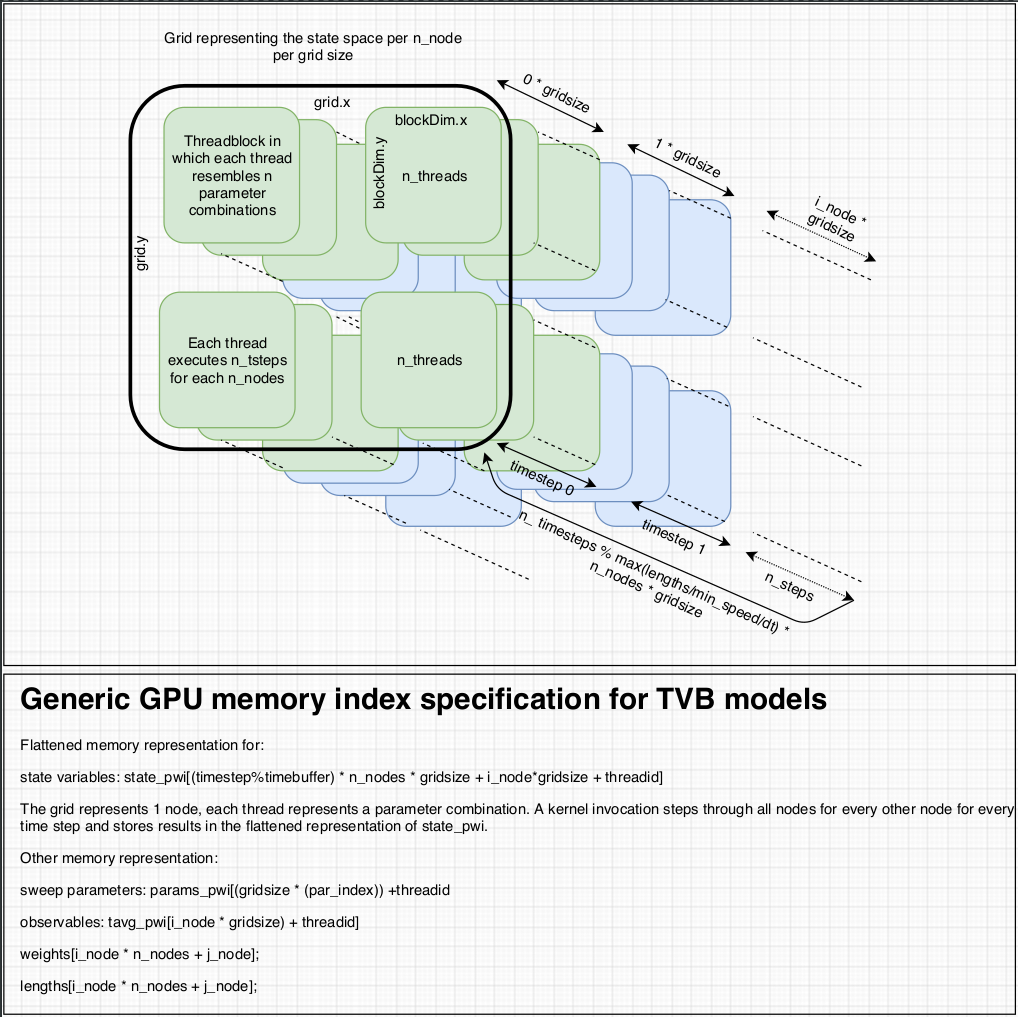 Grid representing the state space per n_node
per grid size
grid.x
0 * gridsize
1 * gridsize
i_node *
gridsize
blockDim.x
blockDim.y
Threadblock in
which each thread
resembles n
parameter
combinations
n_threads
grid.y
Each thread
executes n_tsteps
for each n_nodes
n_threads
timestep 0
timestep 1
n_steps
n_ timesteps % max(lengths/min_speed/dt) *
n_nodes * gridsize
Generic GPU memory index specification for TVB models
Flattened memory representation for:
state variables: state_pwi[(timestep%timebuffer) * n_nodes * gridsize + i_node*gridsize + threadid]
The grid represents 1 node, each thread represents a parameter combination. A kernel invocation steps through all nodes for every other node for every
time step and stores results in the flattened representation of state_pwi.
Other memory representation:
sweep parameters: params_pwi[(gridsize * (par_index)) +threadid
observables: tavg_pwi[i_node * gridsize) + threadid]
weights[i_node * n_nodes + j_node];
lengths[i_node * n_nodes + j_node];